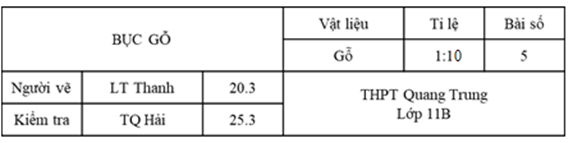 BỤC GỖ
Vật liệu
Tỉ lệ
Bài số
Gỗ
1:10
5
Người vẽ
LT Thanh
20.3
Kiểm tra
TQ Hải
25.3
THPT Quang Trung
Lớp 11B